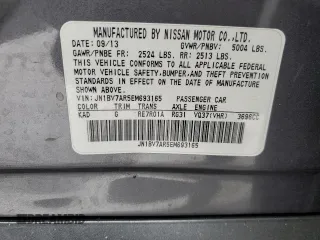 MANUFACTURED BY NISSAN MOTOR CO.,LTD.
DATE: 09/13 GVWR/PNBV: 5004 LBS.
GAWR/PNBE FR: 2524 LBS. RR: 2513 LBS.
THIS VEHICLE CONFORMS TO ALL APPLICABLE
FEDERAL MOTOR VEHICLE
SAFETY,BUMPER,AND THEFT PREVENTION
STANDARDS IN EFFECT ON THE DATE OF
MANUFACTURE SHOWN ABOVE.
VIN: JN1BV7AR5EM693165 PASSENGER CAR
COLOR TRIM TRANS AXLE ENGINE
KAD G RE7R01A RG31 VQ37(VHR) 3696CC
JN1BV7AR5EM693165